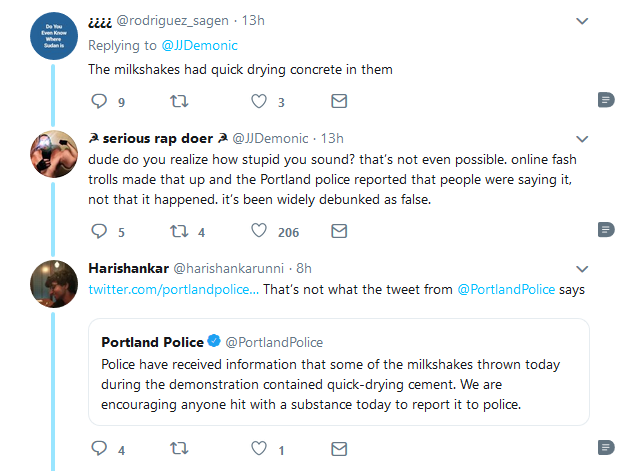 Do You
Even Know
Where
Sudan is
¿¿¿¿ @rodriguez_sagen · 13h
Replying to @JJDemonic
The milkshakes had quick drying concrete in them
9 3
☭ serious rap doer ☭ @JJDemonic · 13h
dude do you realize how stupid you sound? that's not even possible. online fash
trolls made that up and the Portland police reported that people were saying it,
not that it happened. it's been widely debunked as false.
5 4 206
Harishankar @harishankarunni · 8h
twitter.com/portlandpolice... That's not what the tweet from @PortlandPolice says
Portland Police @PortlandPolice
Police have received information that some of the milkshakes thrown today
during the demonstration contained quick-drying cement. We are
encouraging anyone hit with a substance today to report it to police.
4 1